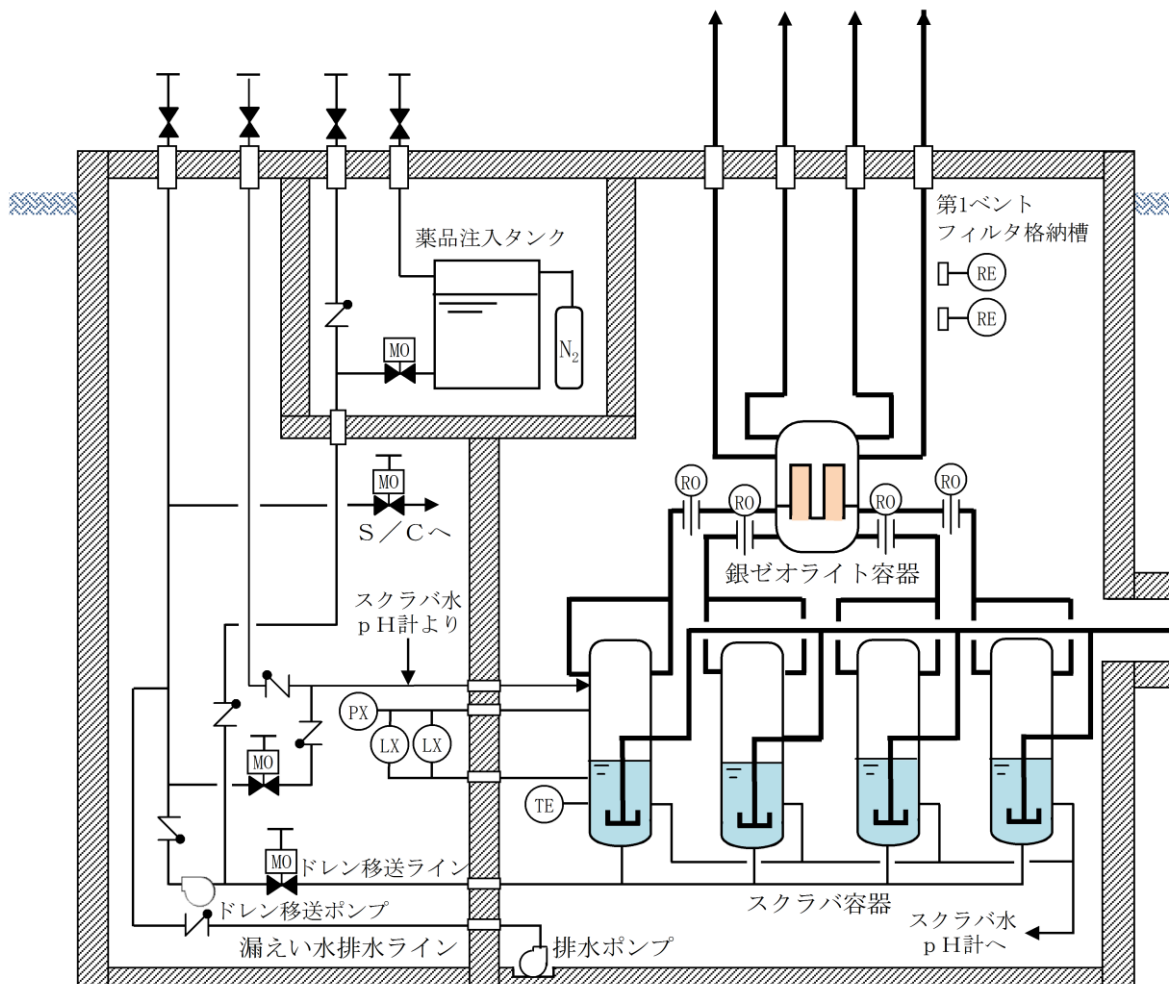 第1ベント
フィルタ格納槽
RE
RE
薬品注入タンク
MO
N₂
MO
S/Cへ
RO
RO
RO
RO
銀ゼオライト容器
スクラバ水
pH計より
PX
LX
LX
MO
TE
MO
ドレン移送ライン
ドレン移送ポンプ
スクラバ容器
スクラバ水
pH計へ
漏えい水排水ライン
排水ポンプ